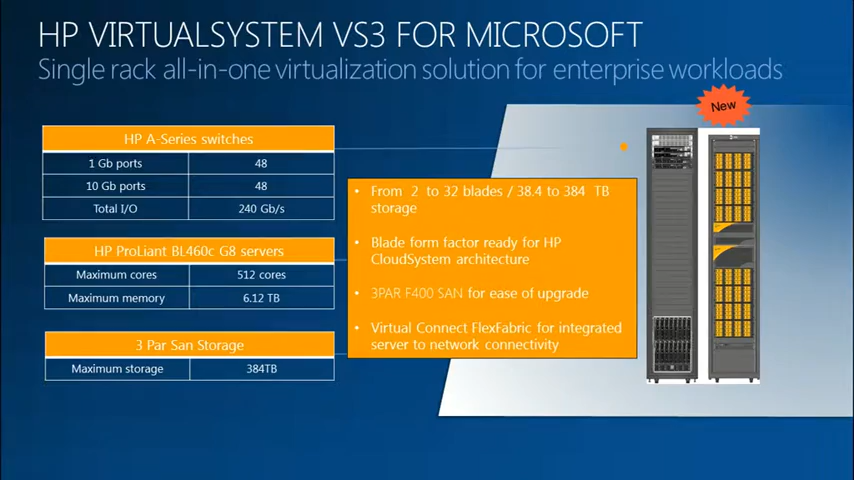 HP VIRTUALSYSTEM VS3 FOR MICROSOFT
Single rack all-in-one virtualization solution for enterprise workloads
New
HP A-Series switches
1 Gb ports 48
10 Gb ports 48
Total I/O 240 Gb/s
HP ProLiant BL460c G8 servers
Maximum cores 512 cores
Maximum memory 6.12 TB
3 Par San Storage
Maximum storage 384TB
• From 2 to 32 blades / 38.4 to 384 TB
storage
• Blade form factor ready for HP
CloudSystem architecture
• 3PAR F400 SAN for ease of upgrade
• Virtual Connect FlexFabric for integrated
server to network connectivity